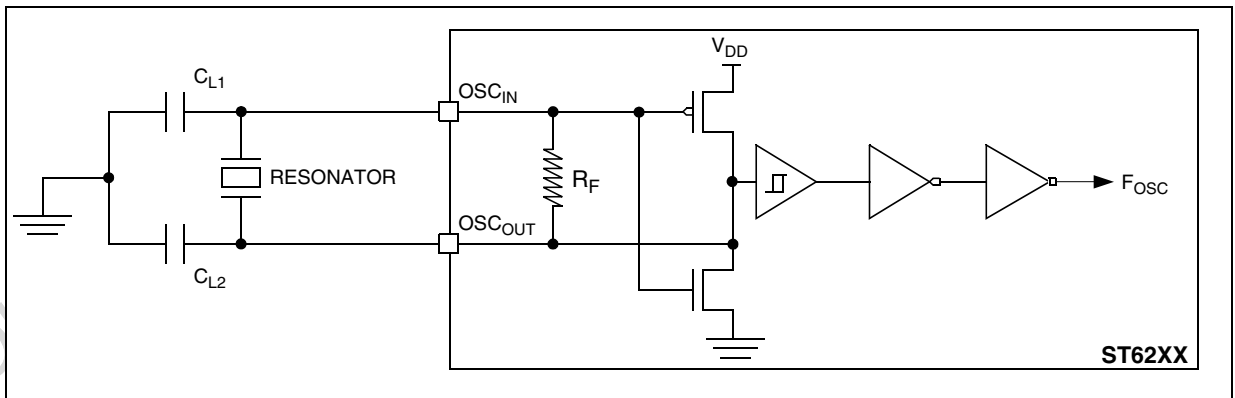 V_DD
C_L1
OSC_IN
RESONATOR
R_F
F_OSC
OSC_OUT
C_L2
ST62XX